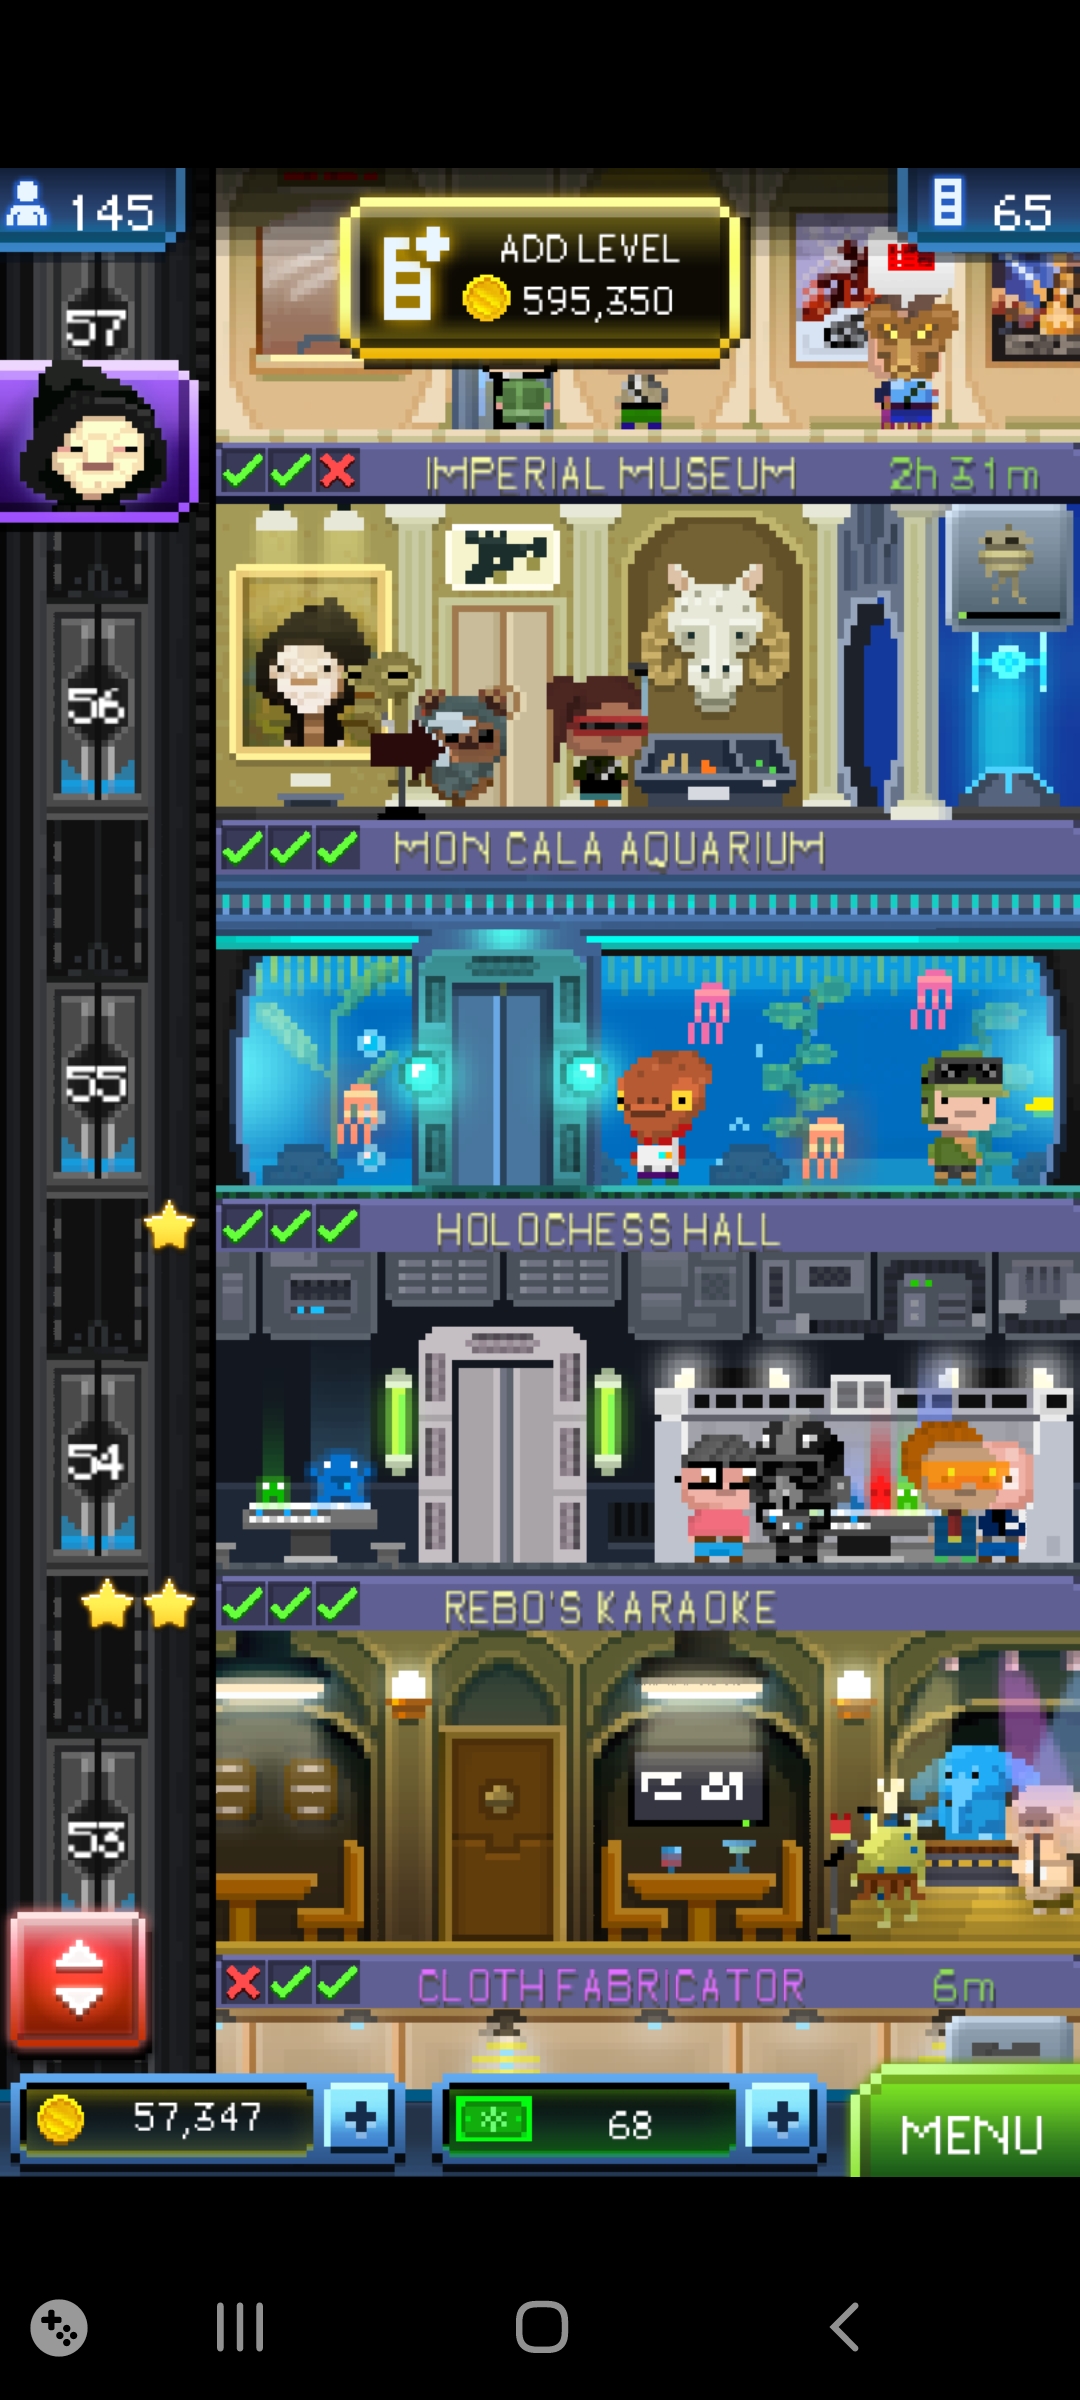 145
ADD LEVEL
595,350
65
57
IMPERIAL MUSEUM
2h 31m
56
MON CALA AQUARIUM
55
HOLOCHESS HALL
54
REBO'S KARAOKE
53
CLOTH FABRICATOR
6m
57,347
68
MENU